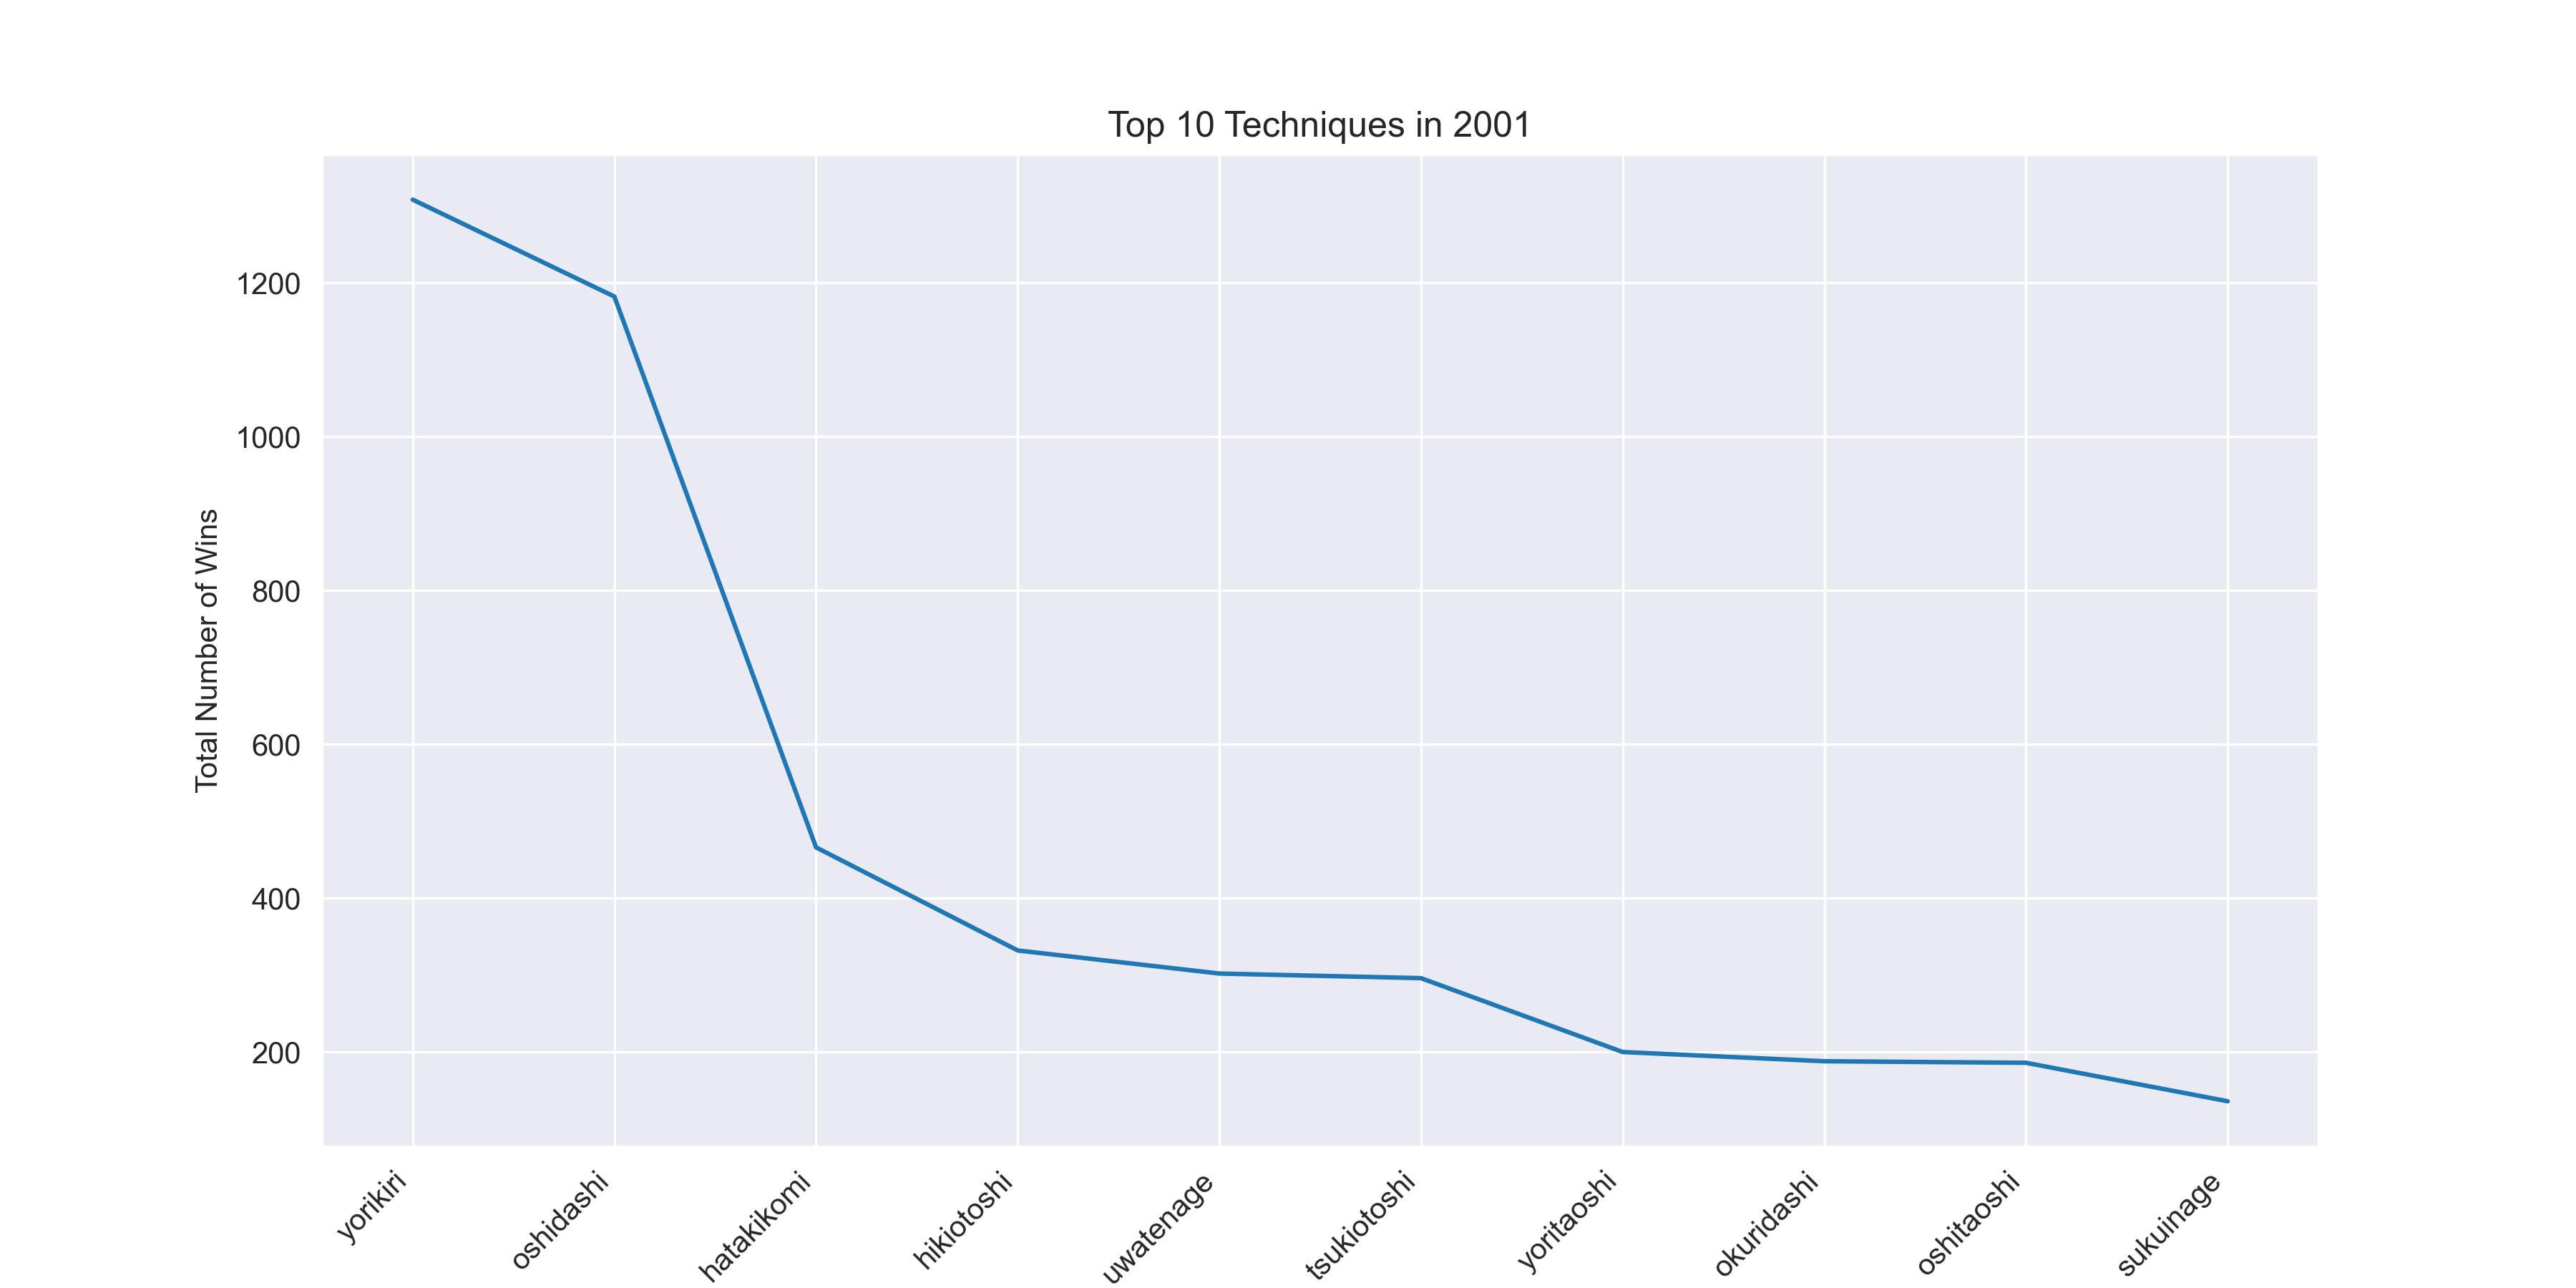 Top 10 Techniques in 2001
Total Number of Wins
1200
1000
800
600
400
200
yorikiri
oshidashi
hatakikomi
hikiotoshi
uwatenage
tsukiotoshi
yoritaoshi
okuridashi
oshitaoshi
sukuinage